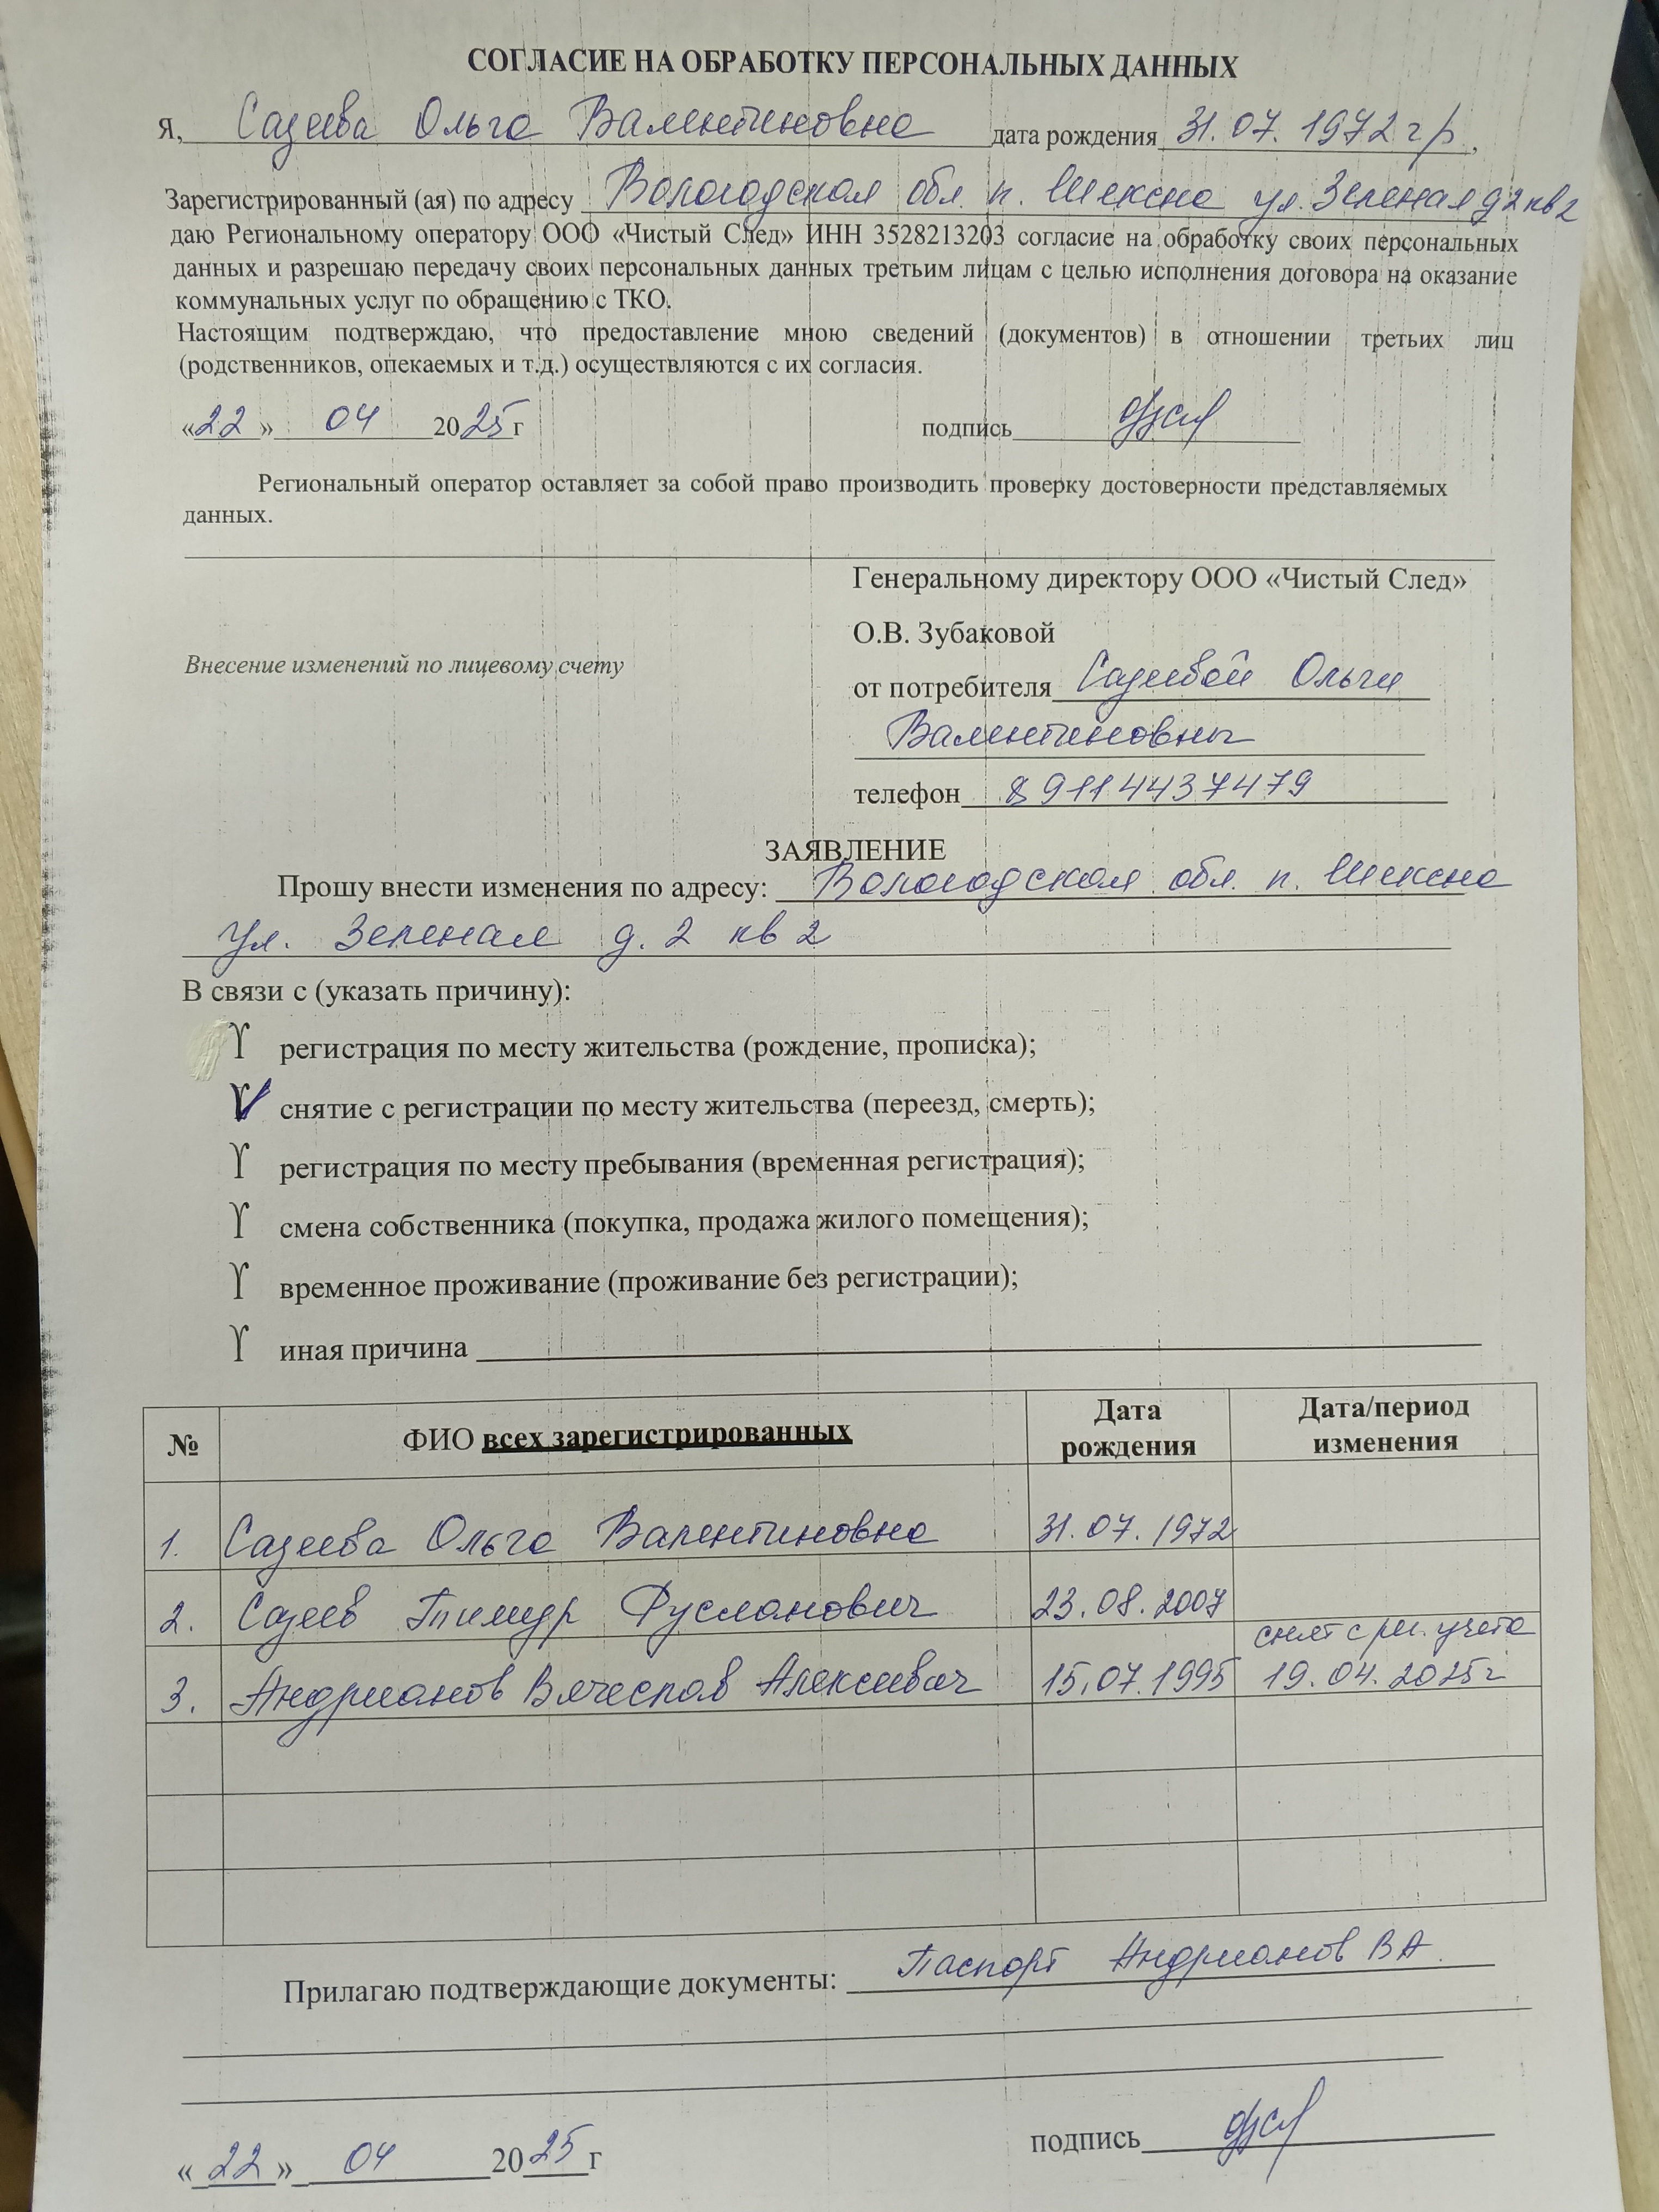 СОГЛАСИЕ НА ОБРАБОТКУ ПЕРСОНАЛЬНЫХ ДАННЫХ
Я, Сазеева Ольга Валентиновна дата рождения 31.07.1972 г/р,
Зарегистрированный (ая) по адресу Вологодская обл. п. Шексна ул. Зеленая д 2 кв 2
даю Региональному оператору ООО «Чистый След» ИНН 3528213203 согласие на обработку своих персональных
данных и разрешаю передачу своих персональных данных третьим лицам с целью исполнения договора на оказание
коммунальных услуг по обращению с ТКО.
Настоящим подтверждаю, что предоставление мною сведений (документов) в отношении третьих лиц
(родственников, опекаемых и т.д.) осуществляются с их согласия.
«22» 04 2025г подпись
Региональный оператор оставляет за собой право производить проверку достоверности представляемых
данных.
Генеральному директору ООО «Чистый След»
О.В. Зубаковой
Внесение изменений по лицевому счету
от потребителя Сазеевой Ольги
Валентиновны
телефон 89114437479
ЗАЯВЛЕНИЕ
Прошу внести изменения по адресу: Вологодская обл. п. Шексна
ул. Зеленая д. 2 кв 2
В связи с (указать причину):
регистрация по месту жительства (рождение, прописка);
снятие с регистрации по месту жительства (переезд, смерть);
регистрация по месту пребывания (временная регистрация);
смена собственника (покупка, продажа жилого помещения);
временное проживание (проживание без регистрации);
иная причина
№ ФИО всех зарегистрированных Дата рождения Дата/период изменения
1. Сазеева Ольга Валентиновна 31.07.1972
2. Сазеев Тимур Русланович 23.08.2007
3. Андрианов Вячеслав Алексеевич 15.07.1995 снят с рег. учета 19.04.2025г
Прилагаю подтверждающие документы: Паспорт Андрианов В А.
«22» 04 2025г подпись